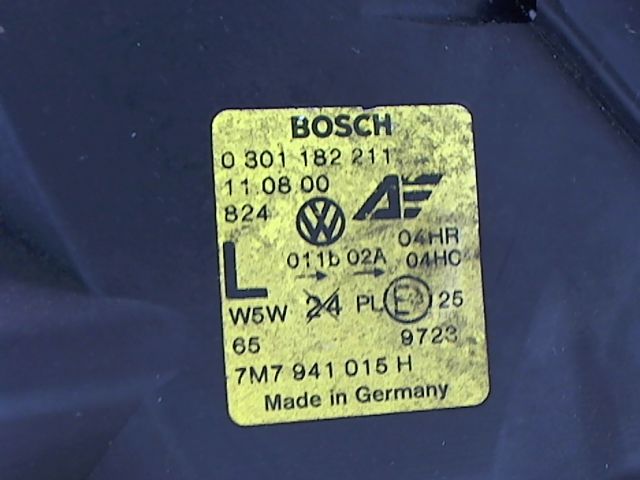 BOSCH
0 301 182 211
11.08.00
824
AF
04HR
011b 02A 04HC
L
W5W 24 PL E 25
65 9723
7M7 941 015 H
Made in Germany